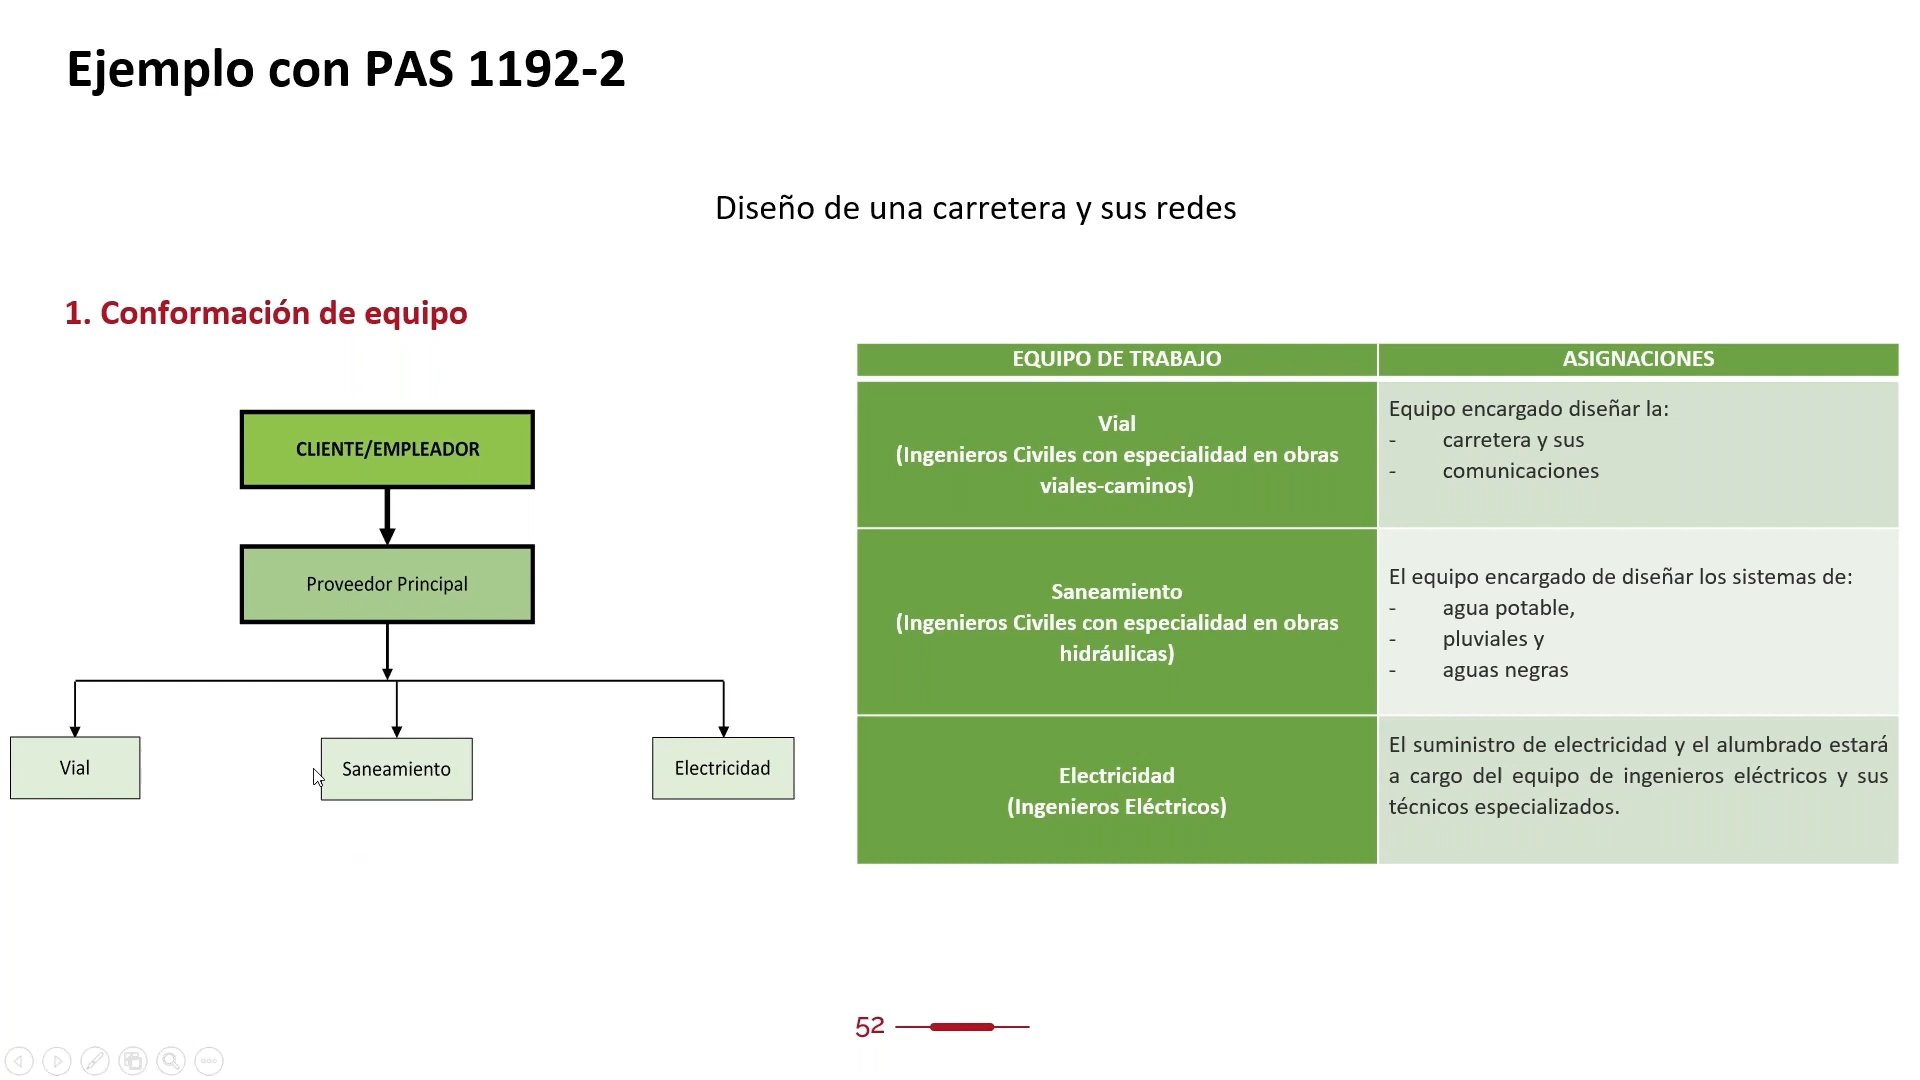 Ejemplo con PAS 1192-2
Diseño de una carretera y sus redes
1. Conformación de equipo
CLIENTE/EMPLEADOR
Proveedor Principal
Vial
Saneamiento
Electricidad
EQUIPO DE TRABAJO
ASIGNACIONES
Vial
(Ingenieros Civiles con especialidad en obras
viales-caminos)
Equipo encargado diseñar la:
- carretera y sus
- comunicaciones
Saneamiento
(Ingenieros Civiles con especialidad en obras
hidráulicas)
El equipo encargado de diseñar los sistemas de:
- agua potable,
- pluviales y
- aguas negras
Electricidad
(Ingenieros Eléctricos)
El suministro de electricidad y el alumbrado estará
a cargo del equipo de ingenieros eléctricos y sus
técnicos especializados.
52